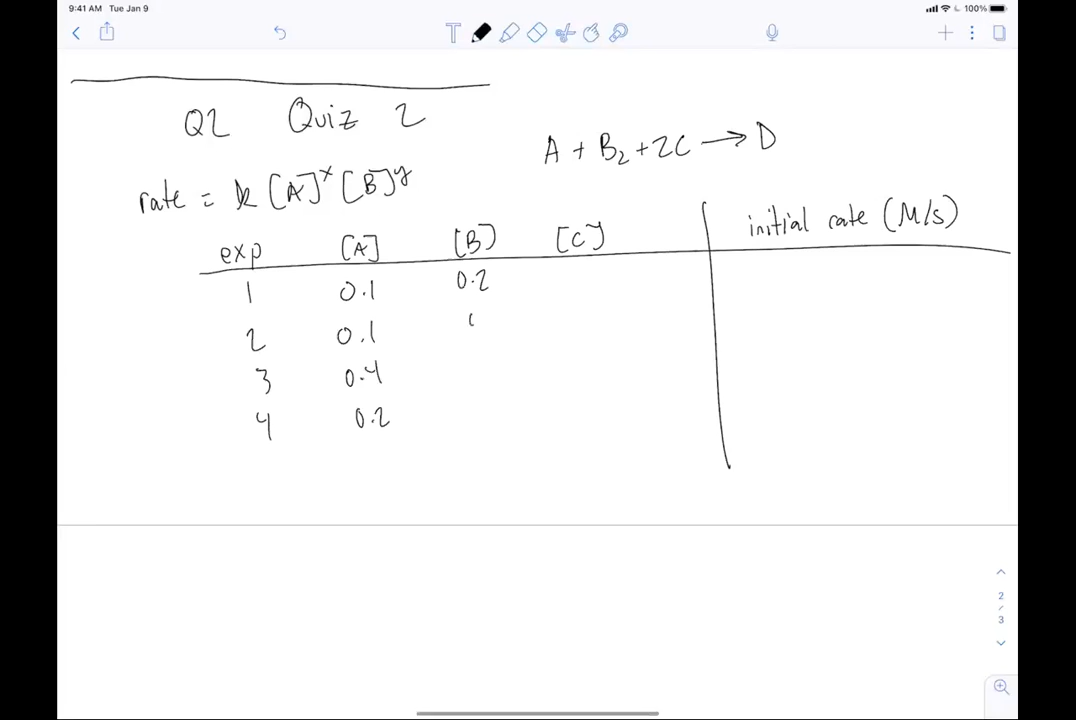 9:41 AM Tue Jan 9
100%
Q2 Quiz 2
A + B₂ + 2C → D
rate = k [A]ˣ [B]ʸ
exp [A] [B] [C] initial rate (M/s)
1 0.1 0.2
2 0.1
3 0.4
4 0.2
2
/
3